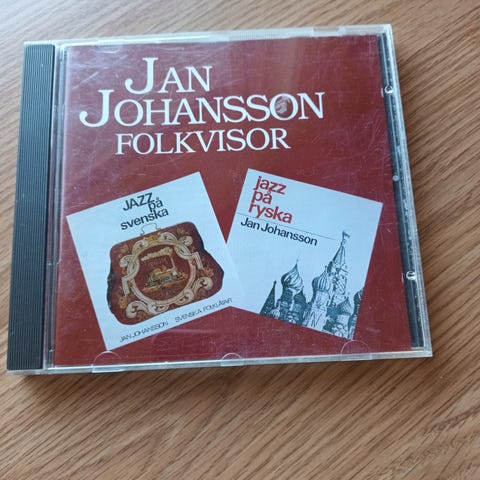 JAN
JOHANSSON
FOLKVISOR
JAZZ
på
svenska
JAN JOHANSSON SVENSKA FOLKLÅTAR
jazz
på
ryska
Jan Johansson